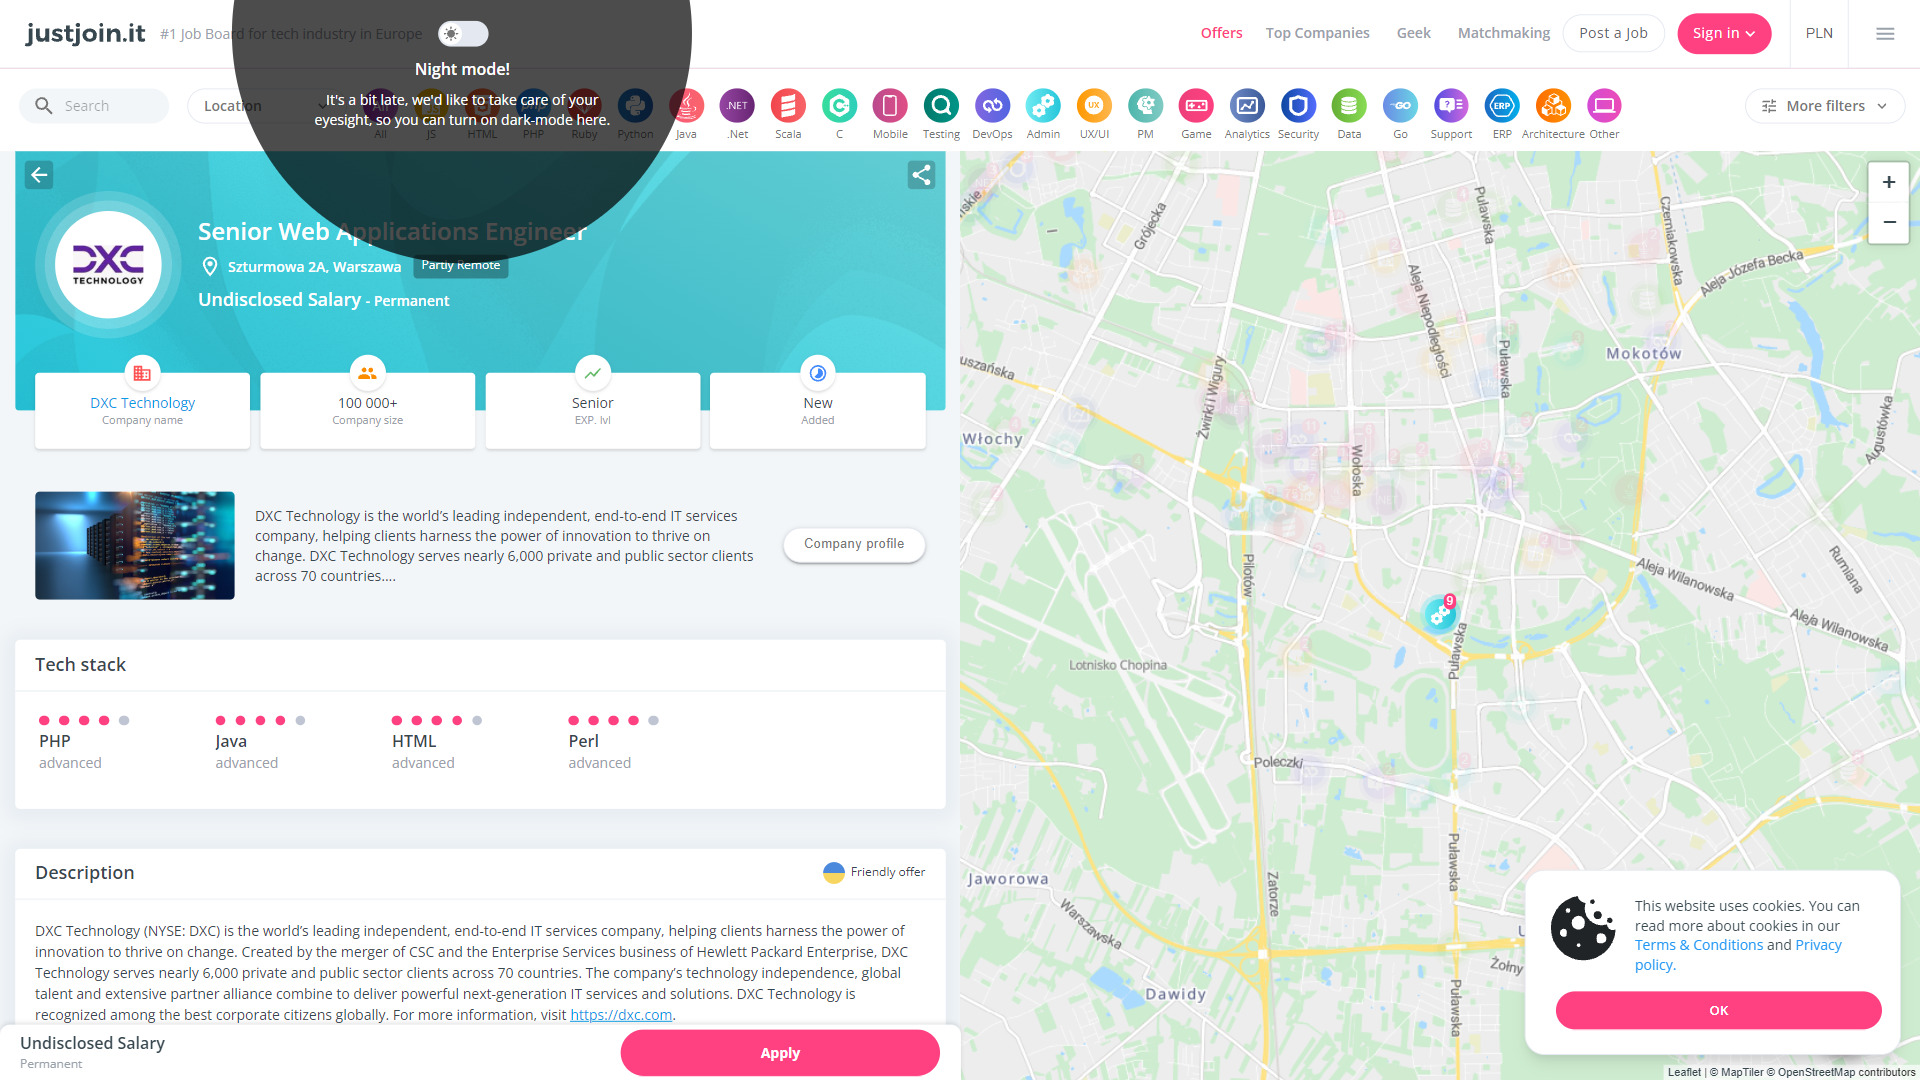 justjoin.it
#1 Job Board for tech industry in Europe
Offers
Top Companies
Geek
Matchmaking
Post a Job
Sign in
PLN
Night mode!
It's a bit late, we'd like to take care of your
eyesight, so you can turn on dark-mode here.
Search
Location
All
JS
HTML
PHP
Ruby
Python
Java
.NET
.Net
Scala
C
Mobile
Testing
DevOps
Admin
UX
UX/UI
PM
Game
Analytics
Security
Data
GO
Go
Support
ERP
ERP
Architecture
Other
More filters
DXC
TECHNOLOGY
Senior Web Applications Engineer
Szturmowa 2A, Warszawa
Partly Remote
Undisclosed Salary - Permanent
DXC Technology
Company name
100 000+
Company size
Senior
EXP. lvl
New
Added
DXC Technology is the world's leading independent, end-to-end IT services
company, helping clients harness the power of innovation to thrive on
change. DXC Technology serves nearly 6,000 private and public sector clients
across 70 countries....
Company profile
Tech stack
PHP
advanced
Java
advanced
HTML
advanced
Perl
advanced
Description
Friendly offer
DXC Technology (NYSE: DXC) is the world's leading independent, end-to-end IT services company, helping clients harness the power of
innovation to thrive on change. Created by the merger of CSC and the Enterprise Services business of Hewlett Packard Enterprise, DXC
Technology serves nearly 6,000 private and public sector clients across 70 countries. The company's technology independence, global
talent and extensive partner alliance combine to deliver powerful next-generation IT services and solutions. DXC Technology is
recognized among the best corporate citizens globally. For more information, visit https://dxc.com.
Undisclosed Salary
Permanent
Apply
+
−
Grójecka
Puławska
Czerniakowska
Aleja Józefa Becka
Aleja Niepodległości
Mokotów
Puławska
Żwirki i Wigury
Augustówka
Włochy
Wołoska
Pilotów
Rumiana
Aleja Wilanowska
Aleja Wilanowska
9
Puławska
Lotnisko Chopina
Poleczki
Puławska
Jaworowa
Zatorze
Warszawska
Dawidy
Żołny
Puławska
This website uses cookies. You can
read more about cookies in our
Terms & Conditions and Privacy
policy.
OK
Leaflet | © MapTiler © OpenStreetMap contributors